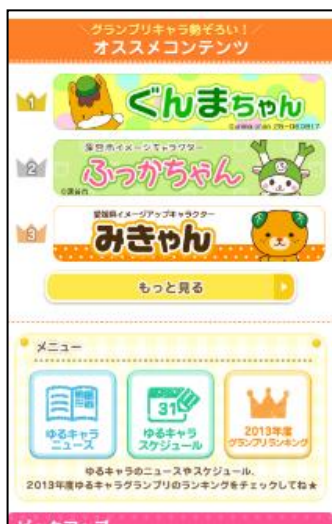 グランプリキャラ勢ぞろい!
オススメコンテンツ
1
ぐんまちゃん
2
深谷市イメージキャラクター
ふっかちゃん
©深谷市
3
愛媛県イメージアップキャラクター
みきゃん
もっと見る
メニュー
ゆるキャラ
ニュース
31
ゆるキャラ
スケジュール
2013年度
グランプリランキング
ゆるキャラのニュースやスケジュール、
2013年度ゆるキャラグランプリのランキングをチェックしてね★